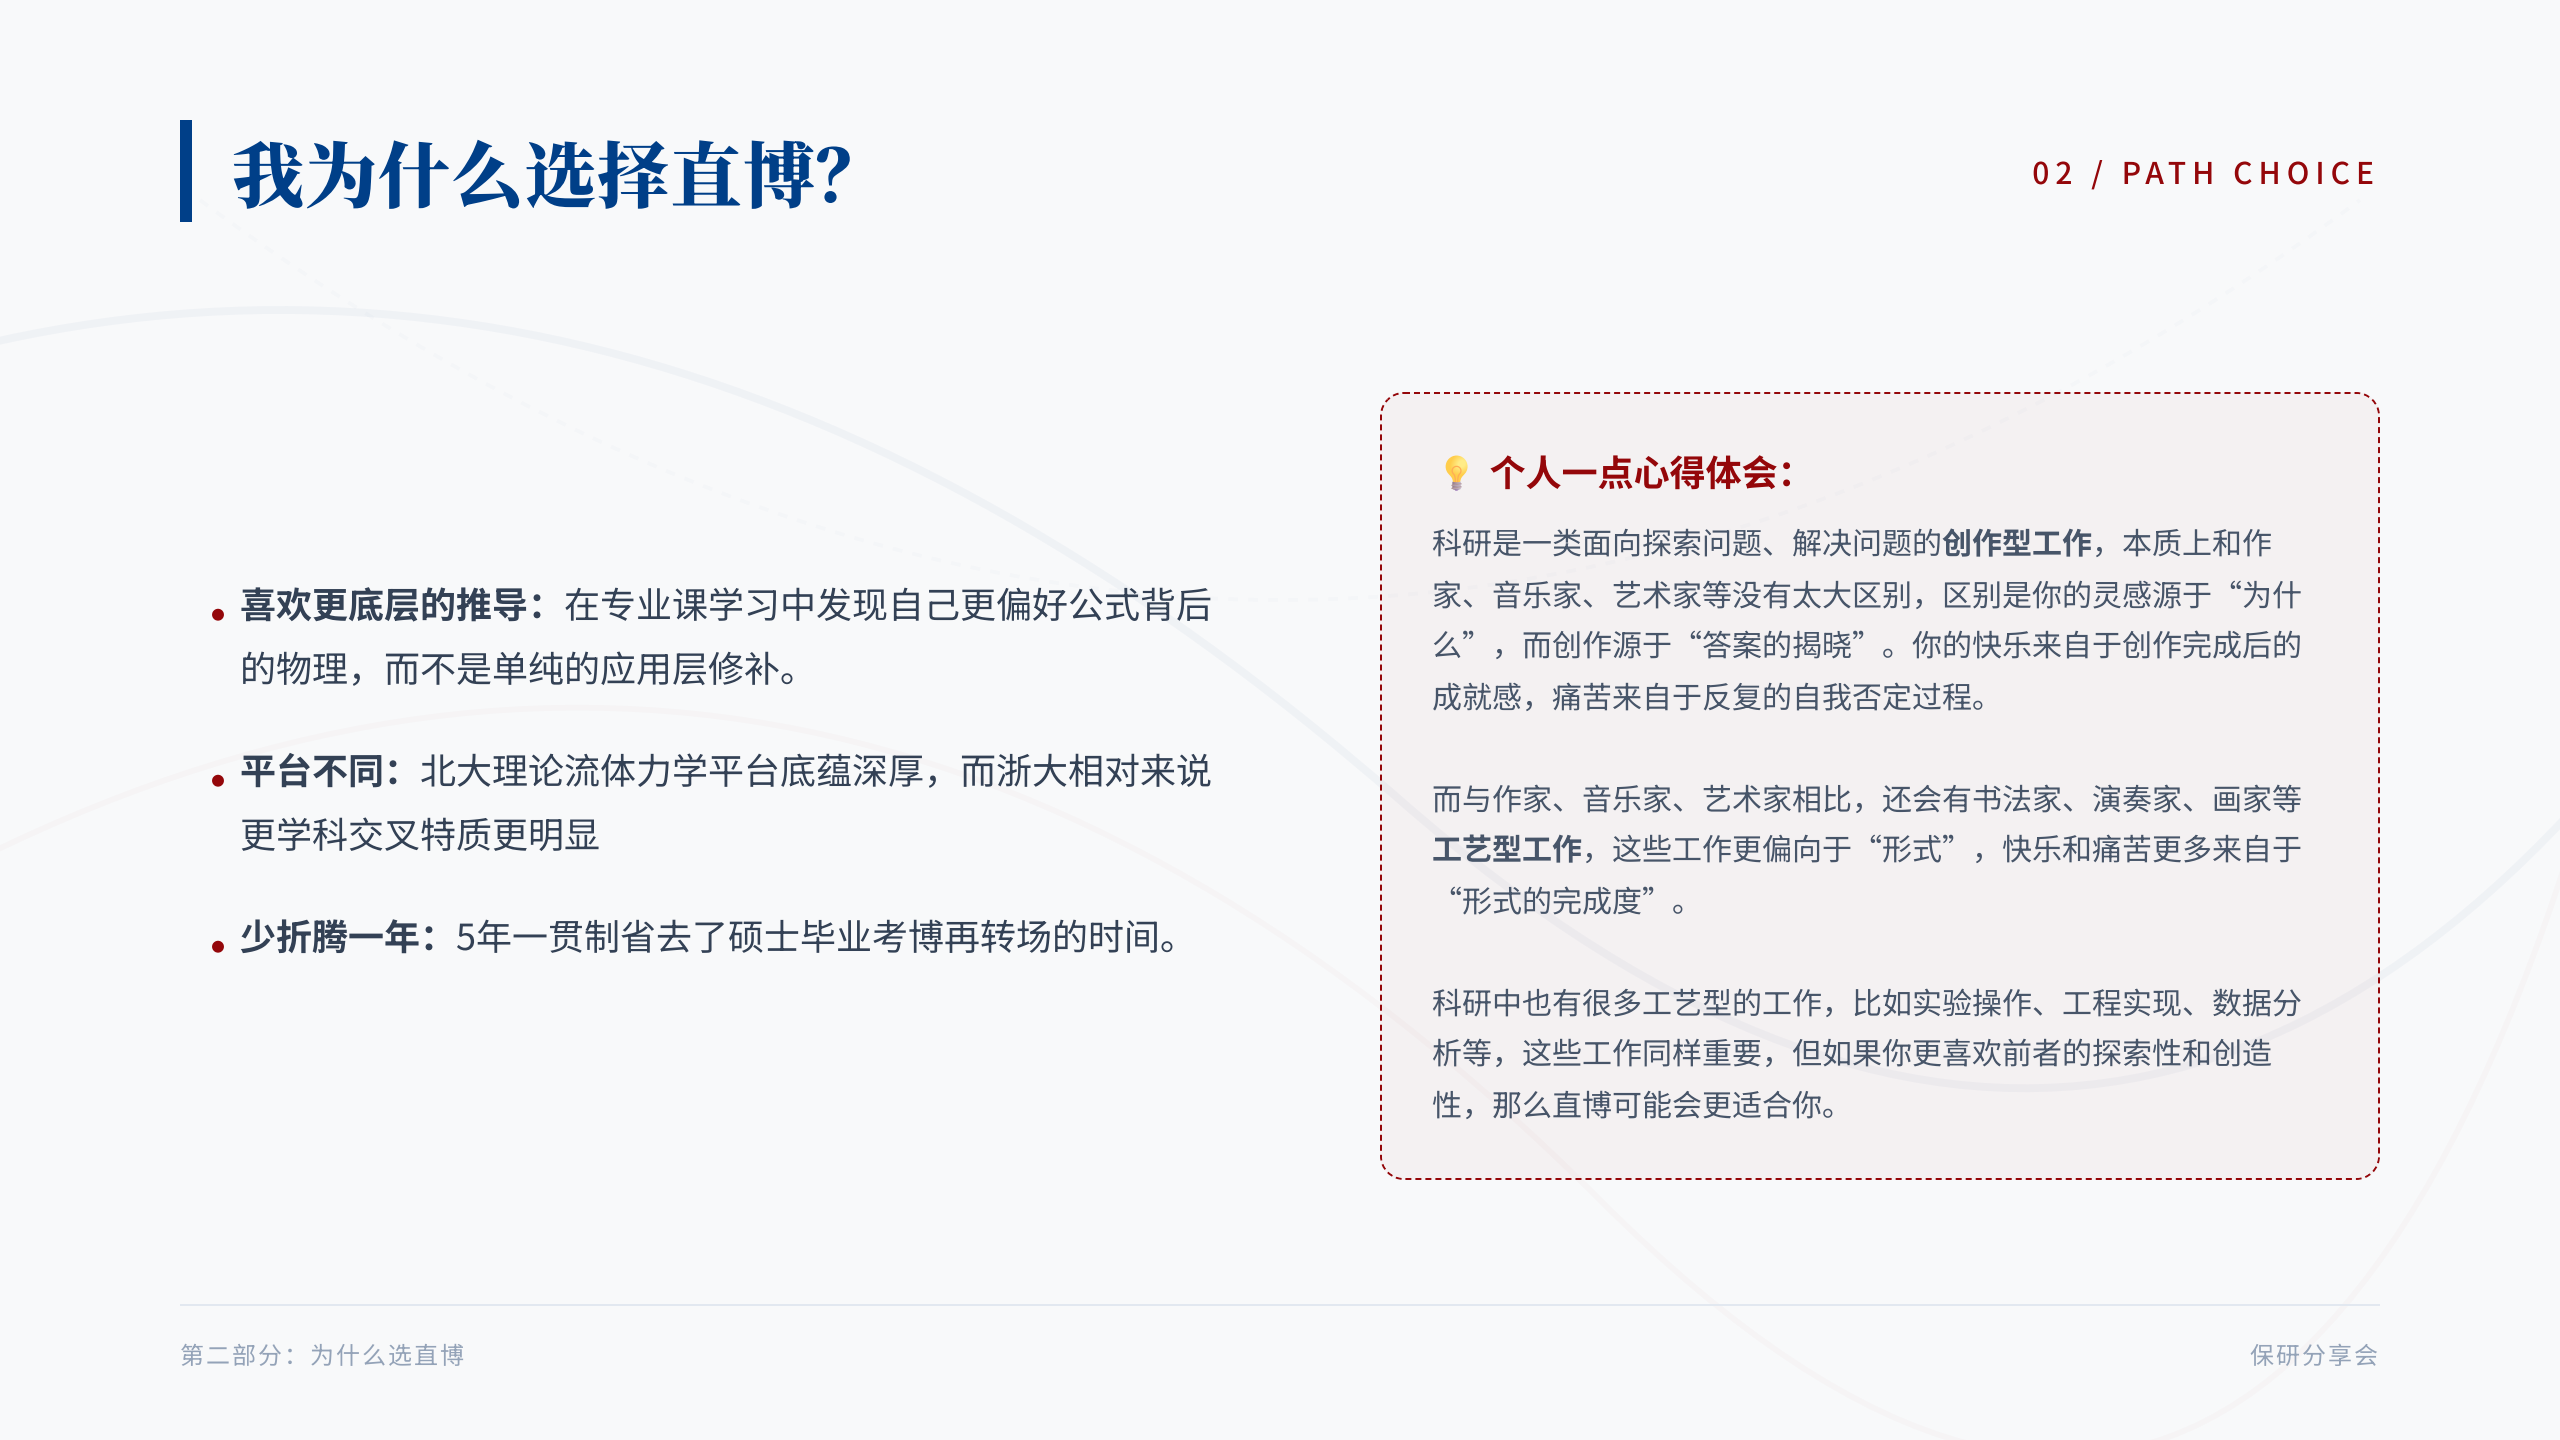 我为什么选择直博?
02 / PATH CHOICE
喜欢更底层的推导：在专业课学习中发现自己更偏好公式背后
的物理，而不是单纯的应用层修补。
平台不同：北大理论流体力学平台底蕴深厚，而浙大相对来说
更学科交叉特质更明显
少折腾一年：5年一贯制省去了硕士毕业考博再转场的时间。
💡 个人一点心得体会：
科研是一类面向探索问题、解决问题的创作型工作，本质上和作
家、音乐家、艺术家等没有太大区别，区别是你的灵感源于“为什
么”，而创作源于“答案的揭晓”。你的快乐来自于创作完成后的
成就感，痛苦来自于反复的自我否定过程。
而与作家、音乐家、艺术家相比，还会有书法家、演奏家、画家等
工艺型工作，这些工作更偏向于“形式”，快乐和痛苦更多来自于
“形式的完成度”。
科研中也有很多工艺型的工作，比如实验操作、工程实现、数据分
析等，这些工作同样重要，但如果你更喜欢前者的探索性和创造
性，那么直博可能会更适合你。
第二部分：为什么选直博
保研分享会